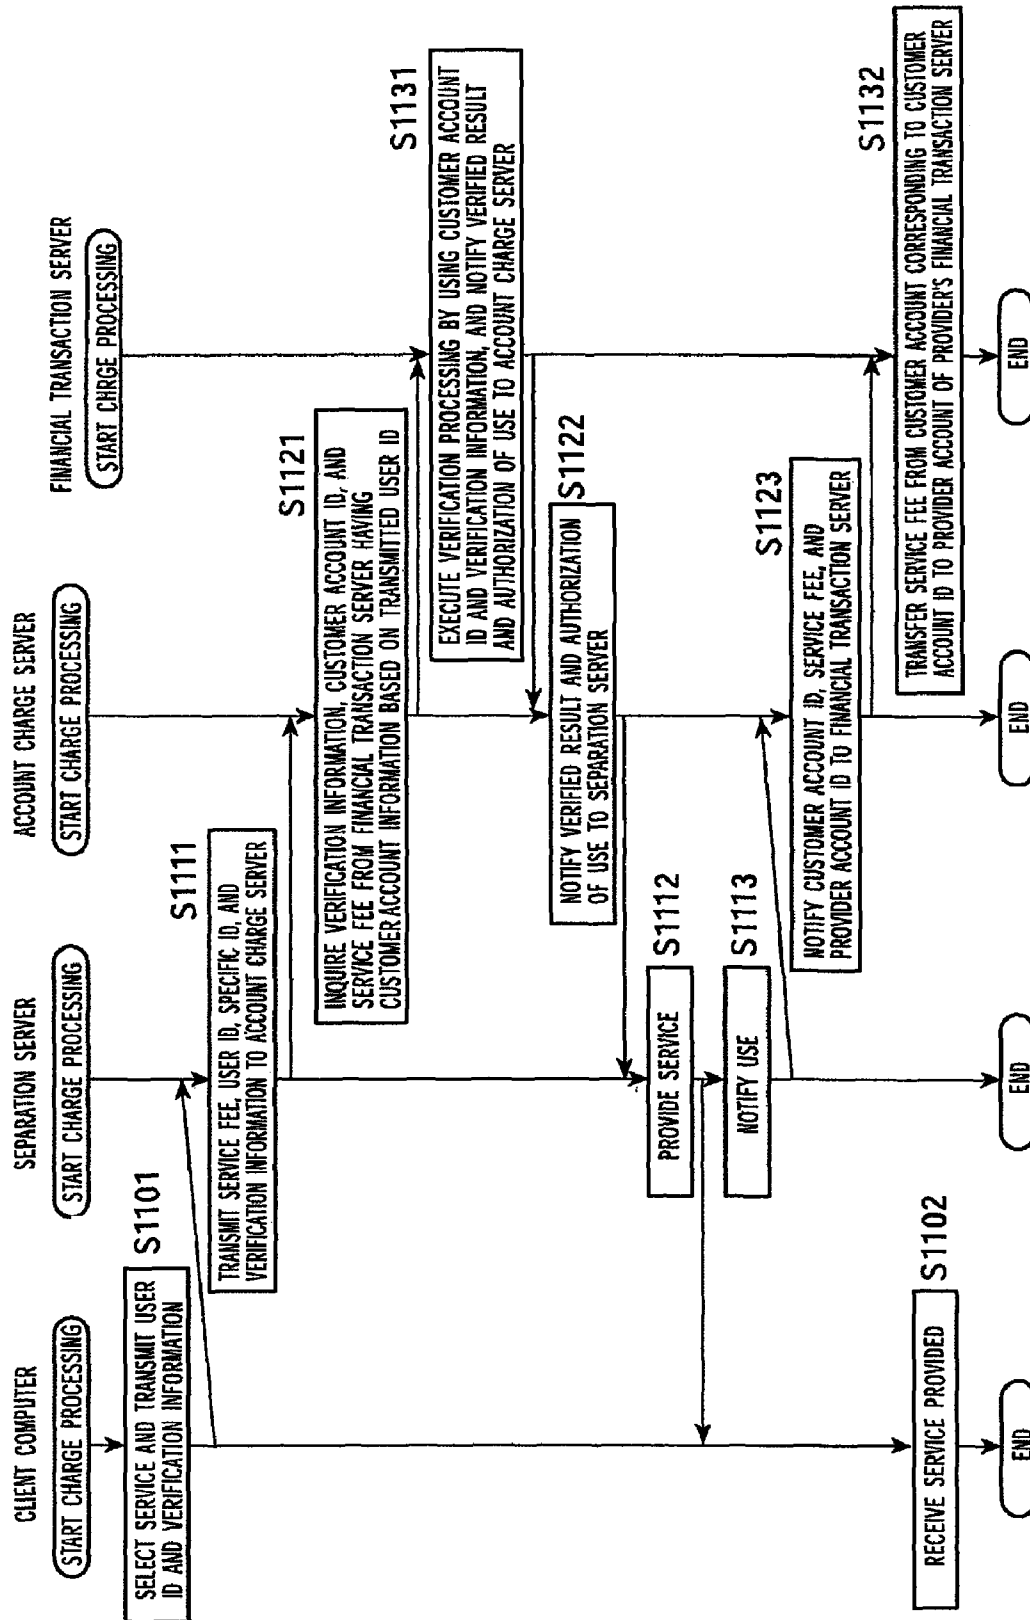 CLIENT COMPUTER
START CHARGE PROCESSING
SELECT SERVICE AND TRANSMIT USER
ID AND VERIFICATION INFORMATION
S1101
RECEIVE SERVICE PROVIDED
S1102
END
SEPARATION SERVER
START CHARGE PROCESSING
TRANSMIT SERVICE FEE, USER ID, SPECIFIC ID, AND
VERIFICATION INFORMATION TO ACCOUNT CHARGE SERVER
S1111
PROVIDE SERVICE
S1112
NOTIFY USE
S1113
END
ACCOUNT CHARGE SERVER
START CHARGE PROCESSING
INQUIRE VERIFICATION INFORMATION, CUSTOMER ACCOUNT ID, AND
SERVICE FEE FROM FINANCIAL TRANSACTION SERVER HAVING
CUSTOMER ACCOUNT INFORMATION BASED ON TRANSMITTED USER ID
S1121
NOTIFY VERIFIED RESULT AND AUTHORIZATION
OF USE TO SEPARATION SERVER
S1122
NOTIFY CUSTOMER ACCOUNT ID, SERVICE FEE, AND
PROVIDER ACCOUNT ID TO FINANCIAL TRANSACTION SERVER
S1123
END
FINANCIAL TRANSACTION SERVER
START CHRGE PROCESSING
EXECUTE VERIFICATION PROCESSING BY USING CUSTOMER ACCOUNT
ID AND VERIFICATION INFORMATION, AND NOTIFY VERIFIED RESULT
AND AUTHORIZATION OF USE TO ACCOUNT CHARGE SERVER
S1131
TRANSFER SERVICE FEE FROM CUSTOMER ACCOUNT CORRESPONDING TO CUSTOMER
ACCOUNT ID TO PROVIDER ACCOUNT OF PROVIDER'S FINANCIAL TRANSACTION SERVER
S1132
END